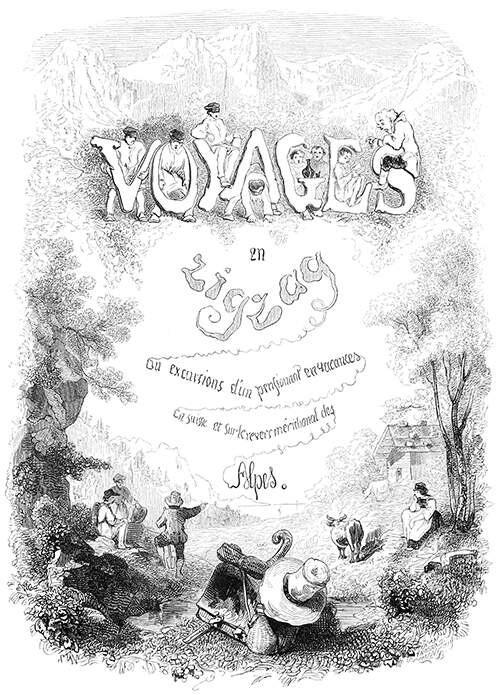 VOYAGES
en
zigzag
Ou excursions d'un pensionnat en vacances
En suisse et sur le revers méridional des
Alpes.